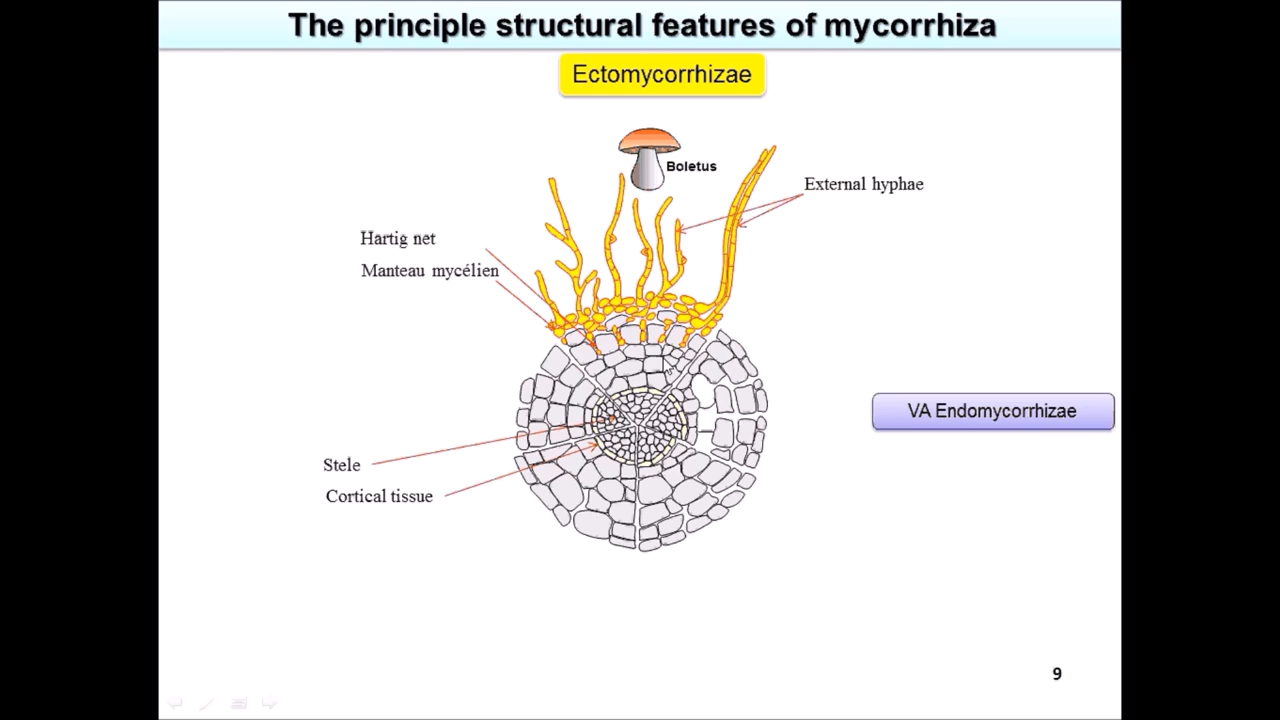 The principle structural features of mycorrhiza
Ectomycorrhizae
Boletus
External hyphae
Hartig net
Manteau mycélien
VA Endomycorrhizae
Stele
Cortical tissue
9